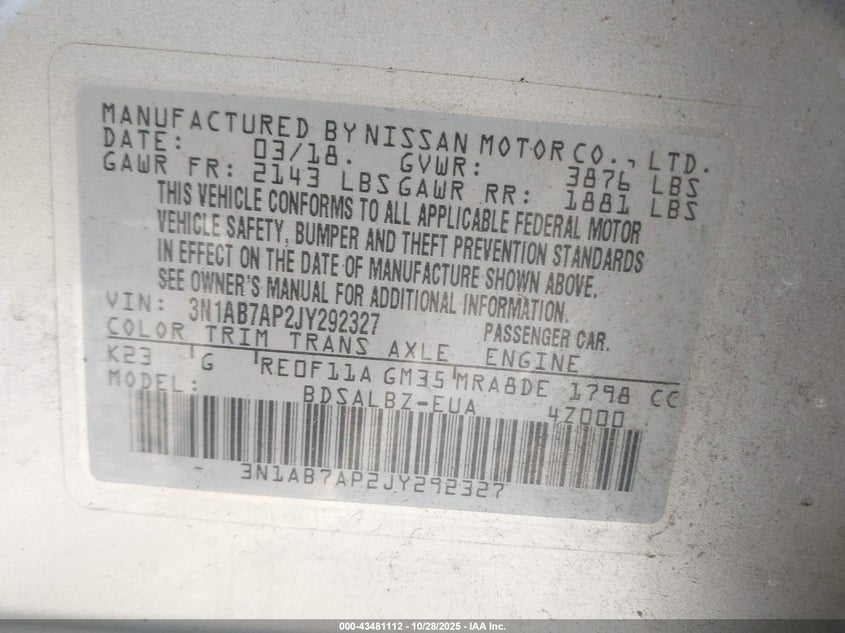 MANUFACTURED BY NISSAN MOTOR CO., LTD.
DATE: 03/18. GVWR: 3876 LBS
GAWR FR: 2143 LBS GAWR RR: 1881 LBS
THIS VEHICLE CONFORMS TO ALL APPLICABLE FEDERAL MOTOR
VEHICLE SAFETY, BUMPER AND THEFT PREVENTION STANDARDS
IN EFFECT ON THE DATE OF MANUFACTURE SHOWN ABOVE.
SEE OWNER'S MANUAL FOR ADDITIONAL INFORMATION.
VIN: 3N1AB7AP2JY292327 PASSENGER CAR.
COLOR TRIM TRANS AXLE ENGINE
K23 G RE0F11A GM35 MRA8DE 1798 CC
MODEL: BDSALBZ-EUA 4Z000
3N1AB7AP2JY292327
000-43481112 - 10/28/2025 - IAA Inc.